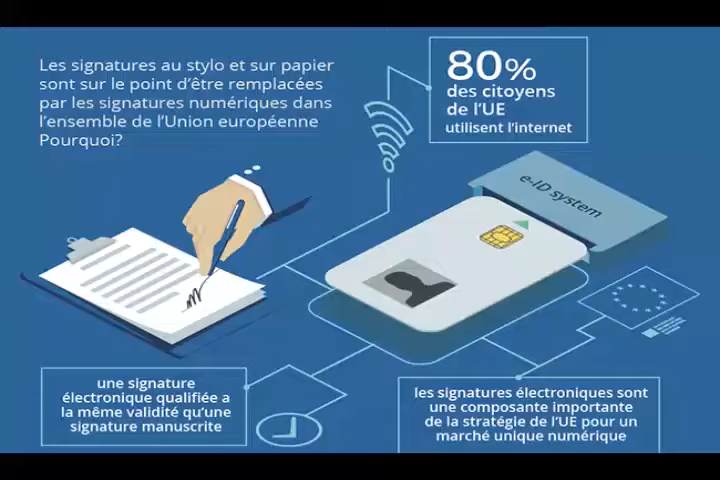 Les signatures au stylo et sur papier
sont sur le point d'être remplacées
par les signatures numériques dans
l'ensemble de l'Union européenne
Pourquoi?
80%
des citoyens
de l'UE
utilisent l'internet
e-ID system
une signature
électronique qualifiée a
la même validité qu'une
signature manuscrite
les signatures électroniques sont
une composante importante
de la stratégie de l'UE pour un
marché unique numérique